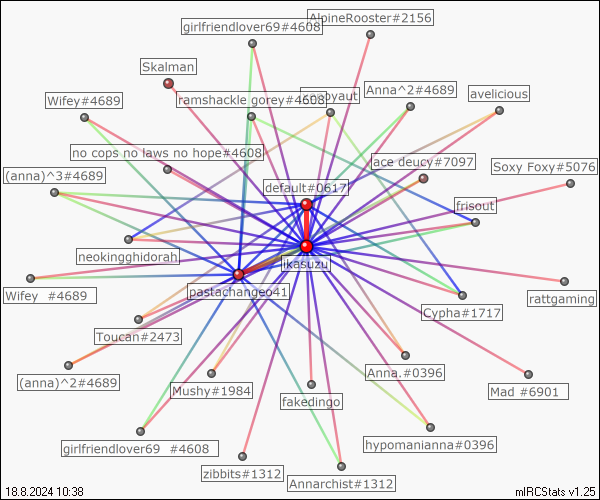 AlpineRooster#2156
girlfriendlover69#4608
Skalman
Anna^2#4689
avelicious
Wifey#4689
ramshackle gorey#4608
no cops no laws no hope#4608
ace deucy#7097
Soxy Foxy#5076
(anna)^3#4689
default#0617
frisout
neokingghidorah
ikasuzu
pastachangeo41
Wifey  #4689
rattgaming
Cypha#1717
Toucan#2473
Anna.#0396
(anna)^2#4689
Mushy#1984
Mad #6901
fakedingo
girlfriendlover69  #4608
hypomanianna#0396
zibbits#1312
Annarchist#1312
18.8.2024 10:38
mIRCStats v1.25